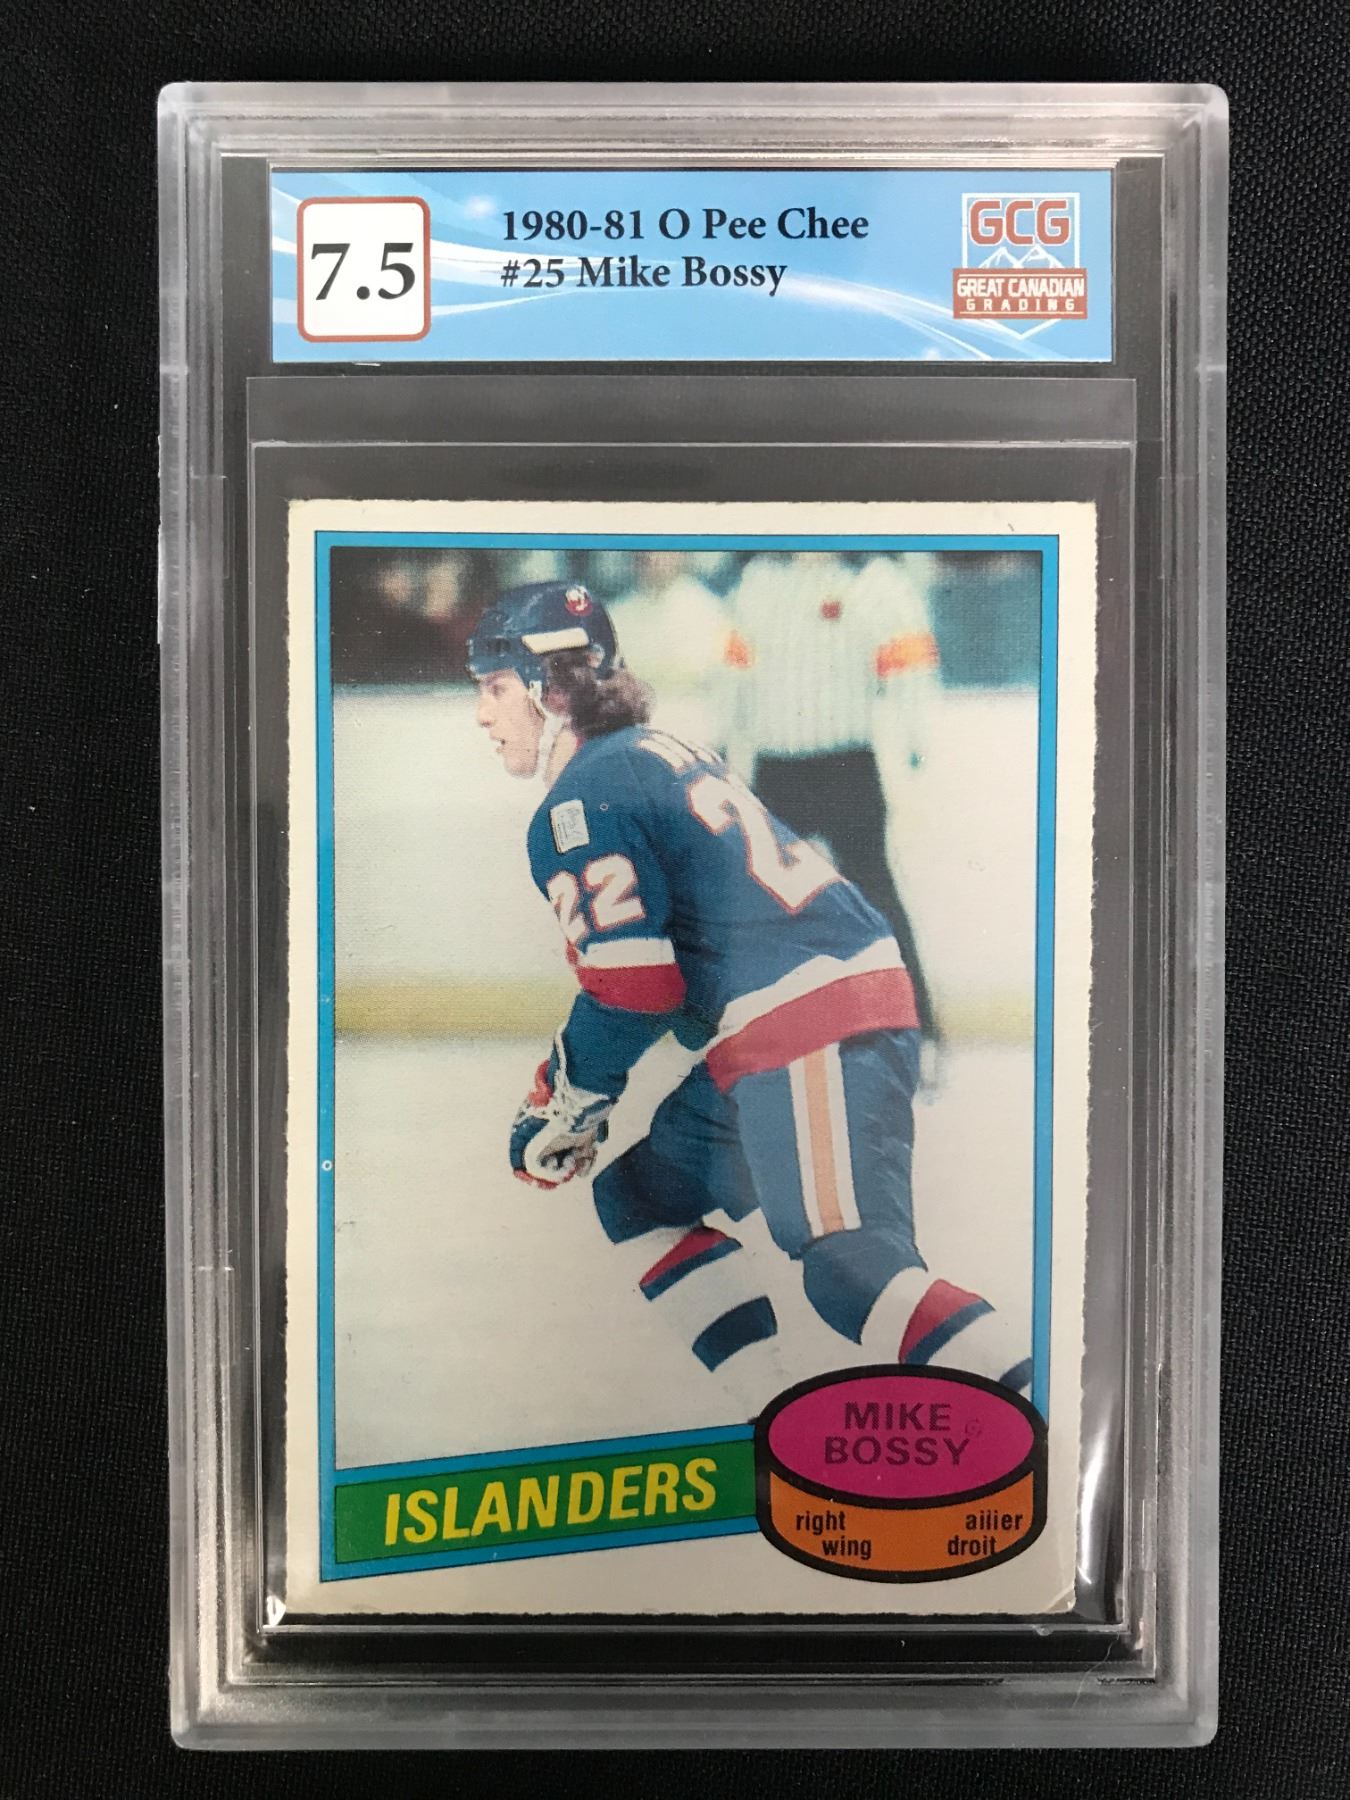 7.5
1980-81 O Pee Chee
#25 Mike Bossy
GCG
GREAT CANADIAN
GRADING
22
2
ISLANDERS
MIKE
BOSSY
right wing
ailier droit